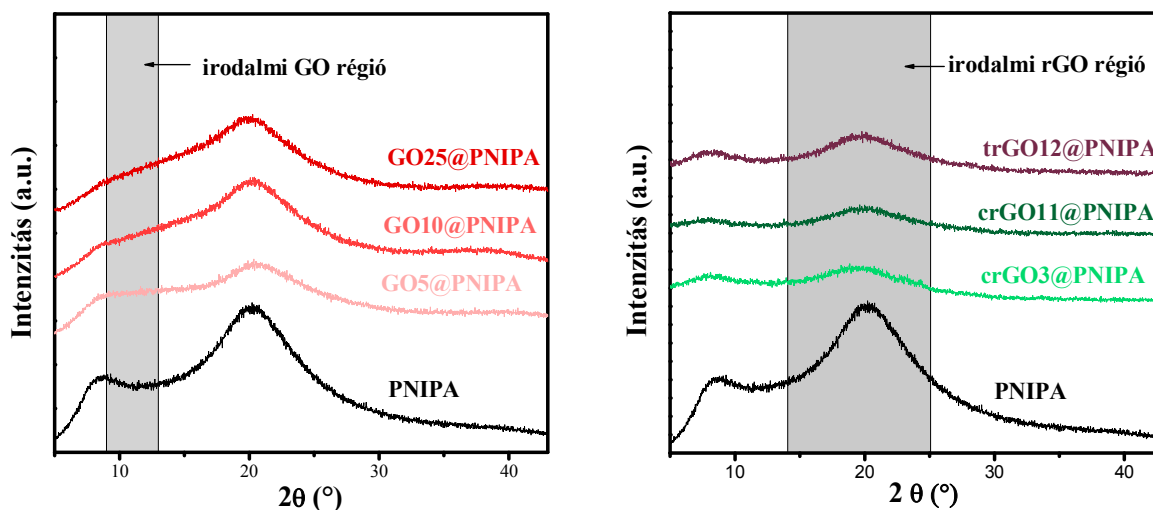 irodalmi GO régió
GO25@PNIPA
GO10@PNIPA
GO5@PNIPA
PNIPA
Intenzitás (a.u.)
10 20 30 40
2θ (°)
irodalmi rGO régió
trGO12@PNIPA
crGO11@PNIPA
crGO3@PNIPA
PNIPA
Intenzitás (a.u.)
10 20 30 40
2 θ (°)